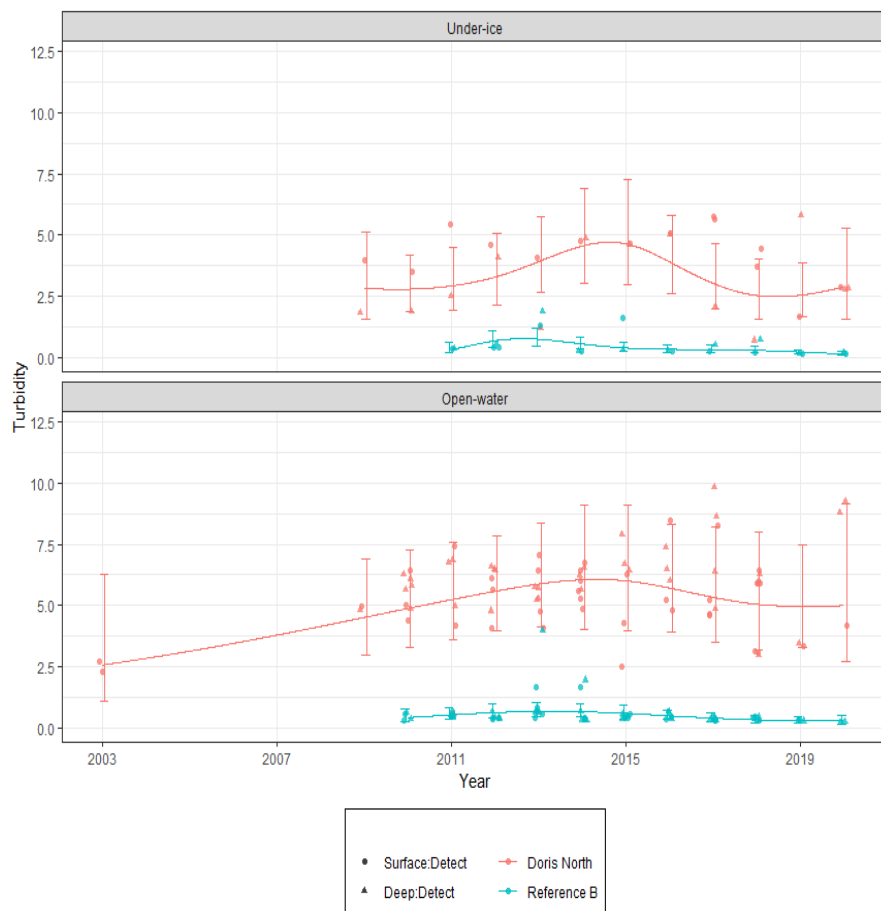 Under-ice
12.5
10.0
7.5
5.0
2.5
0.0
Turbidity
Open-water
12.5
10.0
7.5
5.0
2.5
0.0
2003 2007 2011 2015 2019
Year
Surface:Detect Doris North
Deep:Detect Reference B